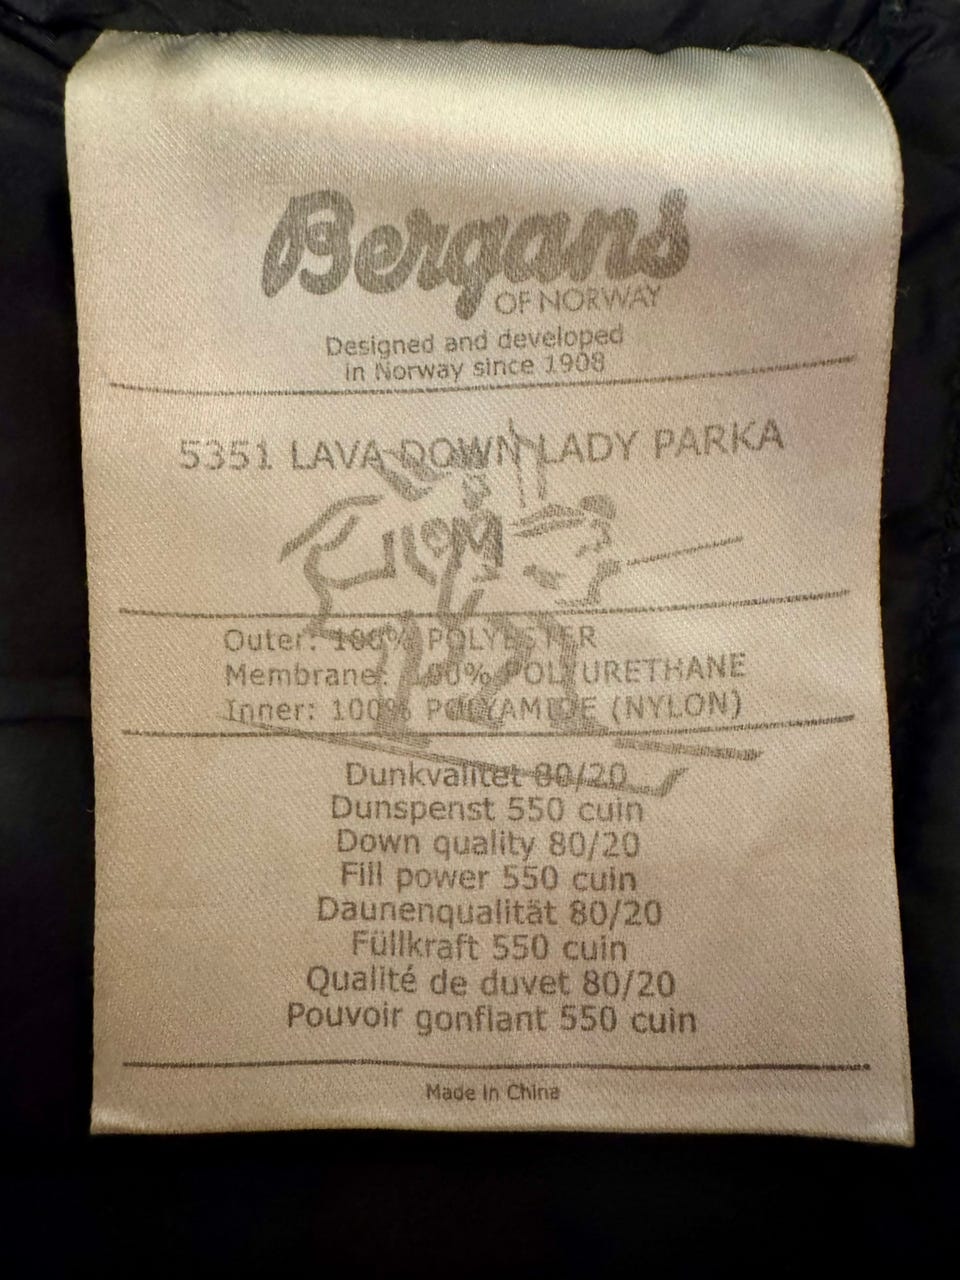 Bergans
OF NORWAY
Designed and developed
in Norway since 1908
5351 LAVA DOWN LADY PARKA
Outer: 100% POLYESTER
Membrane: 100% POLYURETHANE
Inner: 100% POLYAMIDE (NYLON)
Dunkvalitet 80/20
Dunspenst 550 cuin
Down quality 80/20
Fill power 550 cuin
Daunenqualität 80/20
Füllkraft 550 cuin
Qualité de duvet 80/20
Pouvoir gonflant 550 cuin
Made in China